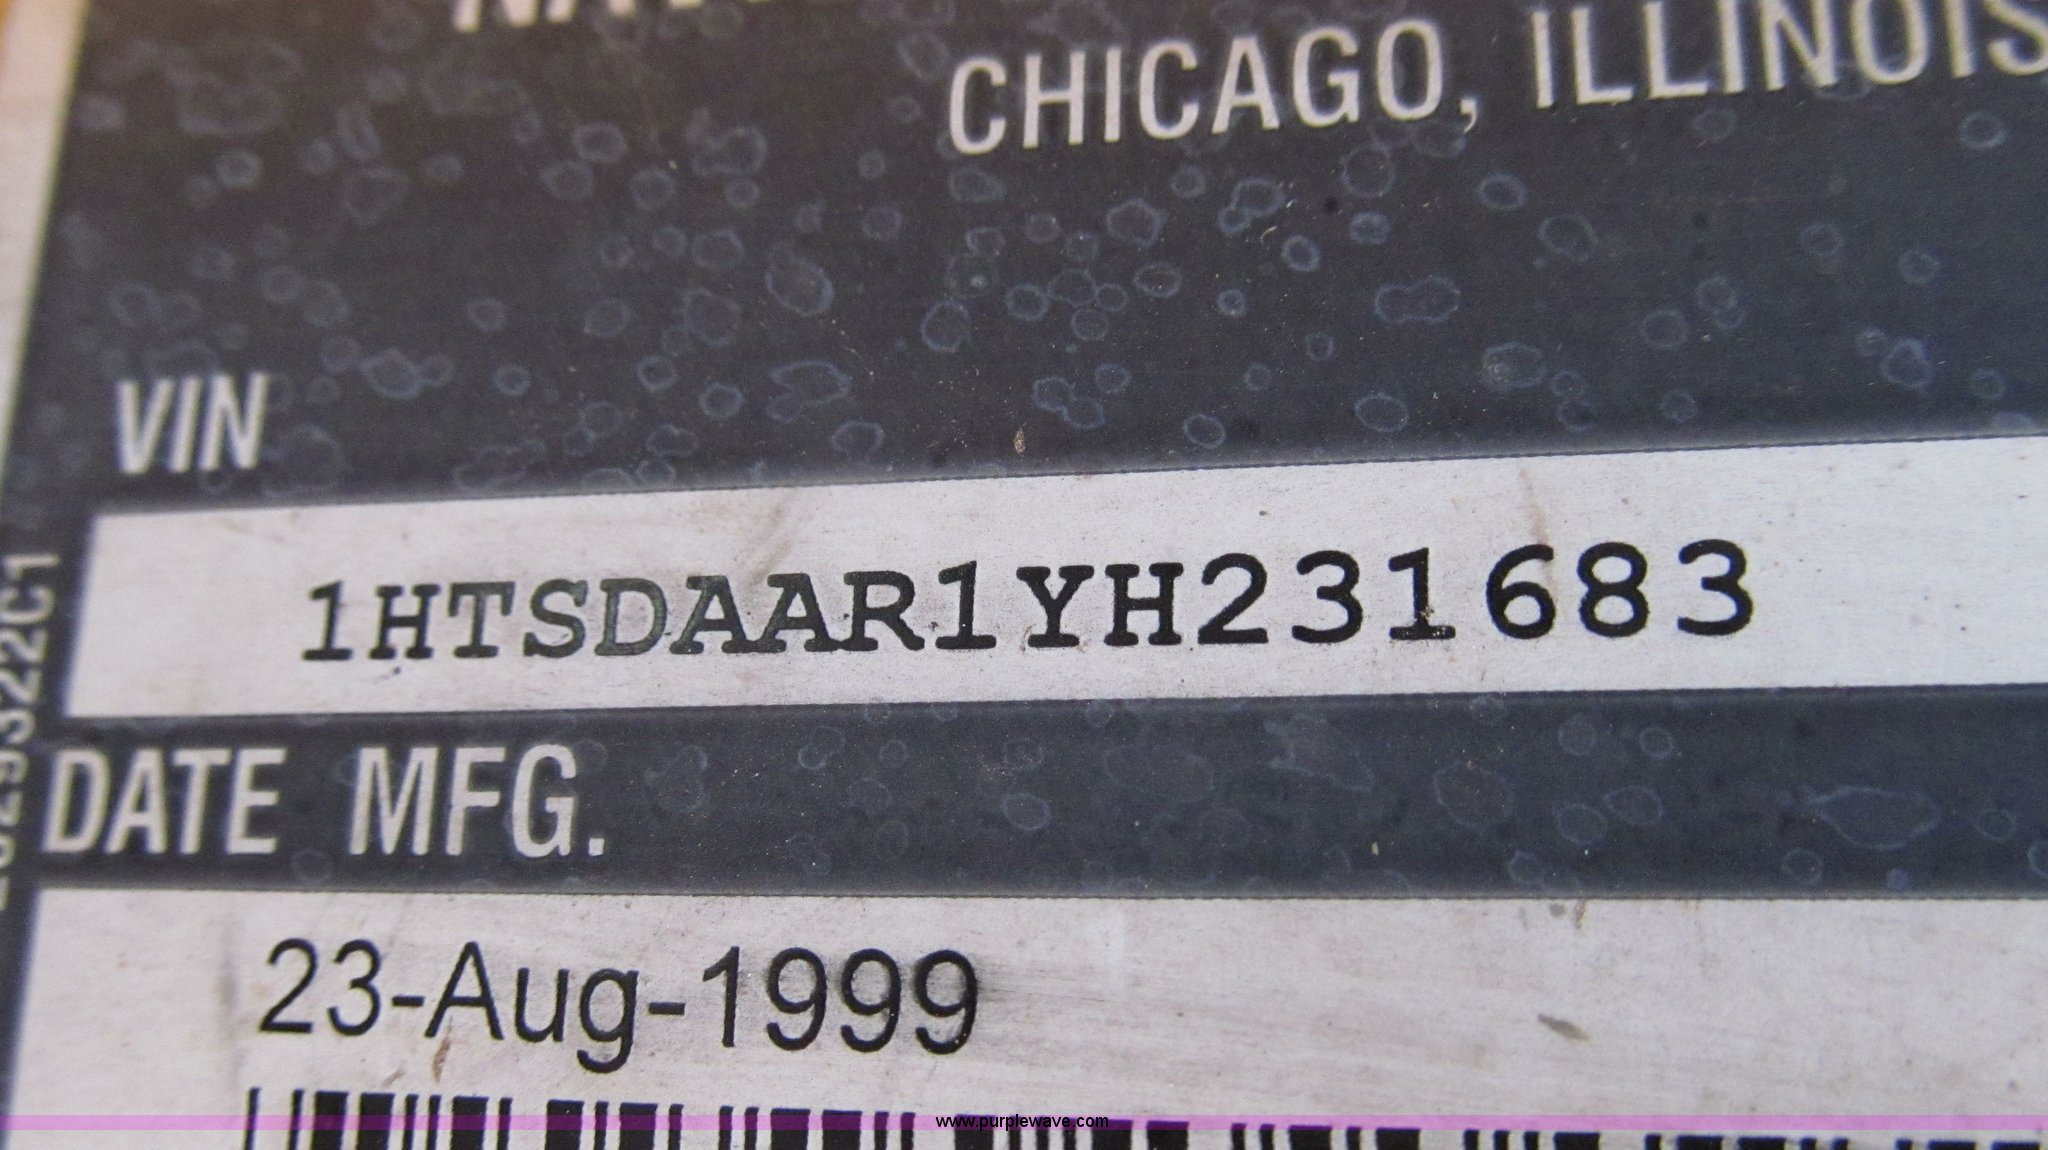 CHICAGO, ILLINOIS
VIN
1HTSDAAR1YH231683
DATE MFG.
23-Aug-1999
www.purplewave.com